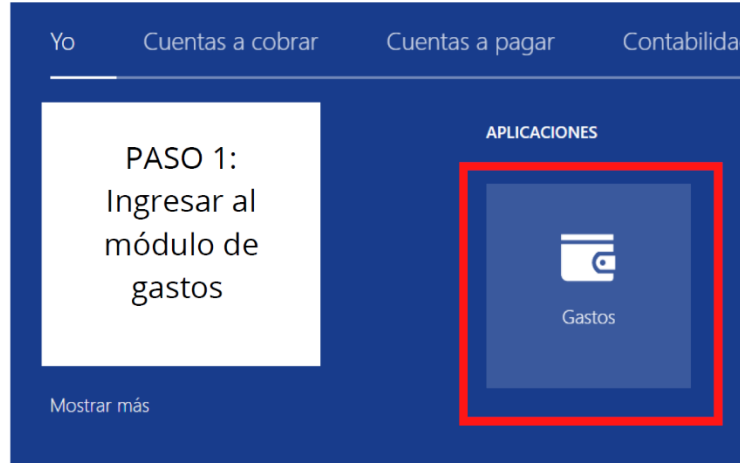 Yo Cuentas a cobrar Cuentas a pagar Contabilida
APLICACIONES
PASO 1:
Ingresar al
módulo de
gastos
Gastos
Mostrar más